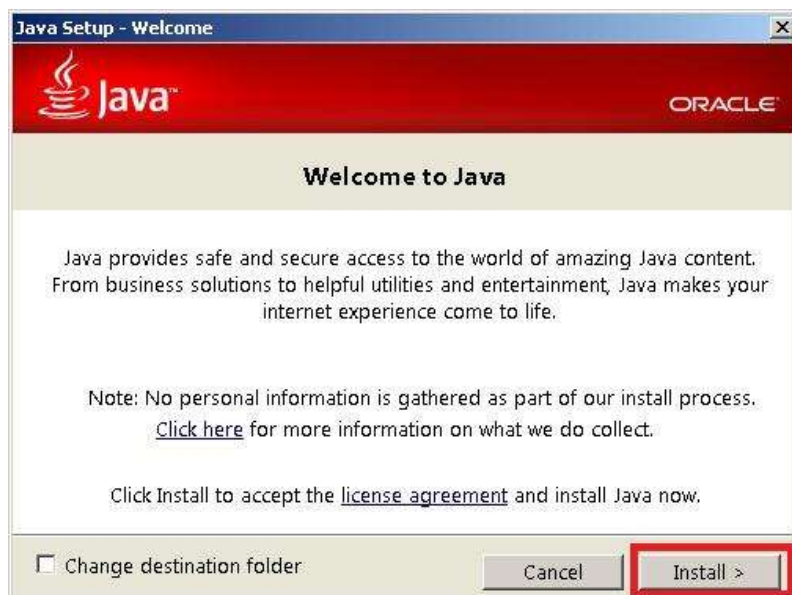 Java Setup - Welcome
Java™
ORACLE
Welcome to Java
Java provides safe and secure access to the world of amazing Java content.
From business solutions to helpful utilities and entertainment, Java makes your
internet experience come to life.
Note: No personal information is gathered as part of our install process.
Click here for more information on what we do collect.
Click Install to accept the license agreement and install Java now.
Change destination folder
Cancel
Install >